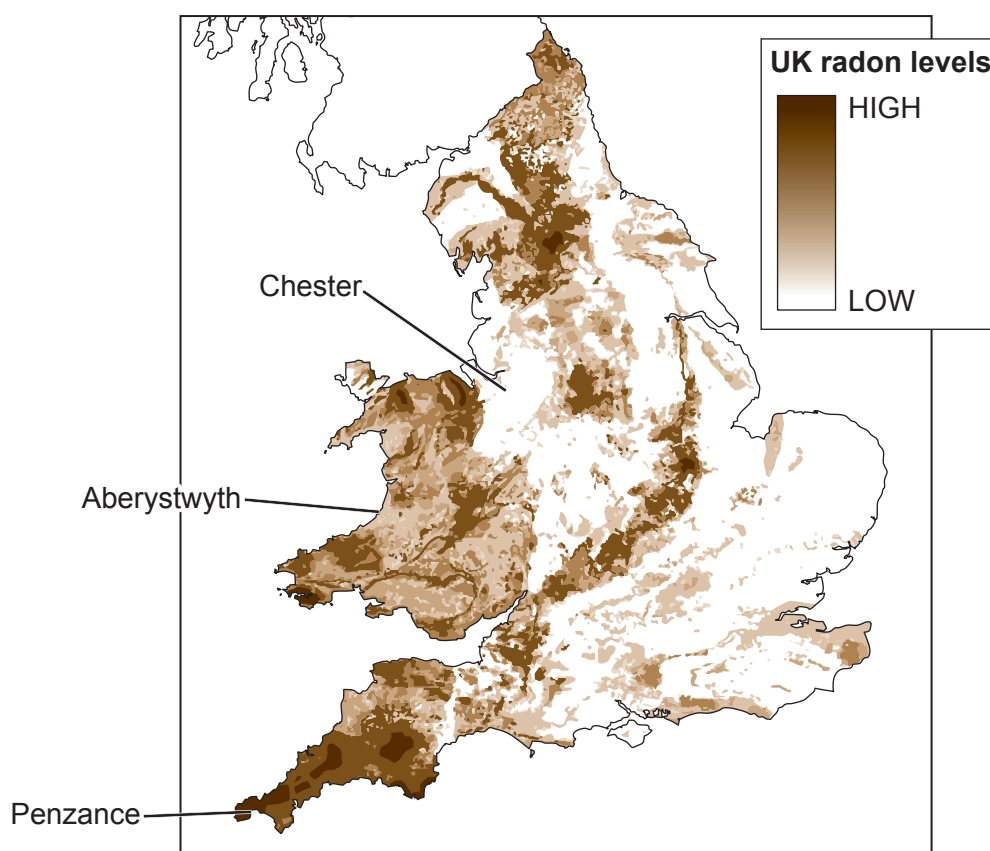 UK radon levels
HIGH
LOW
Chester
Aberystwyth
Penzance